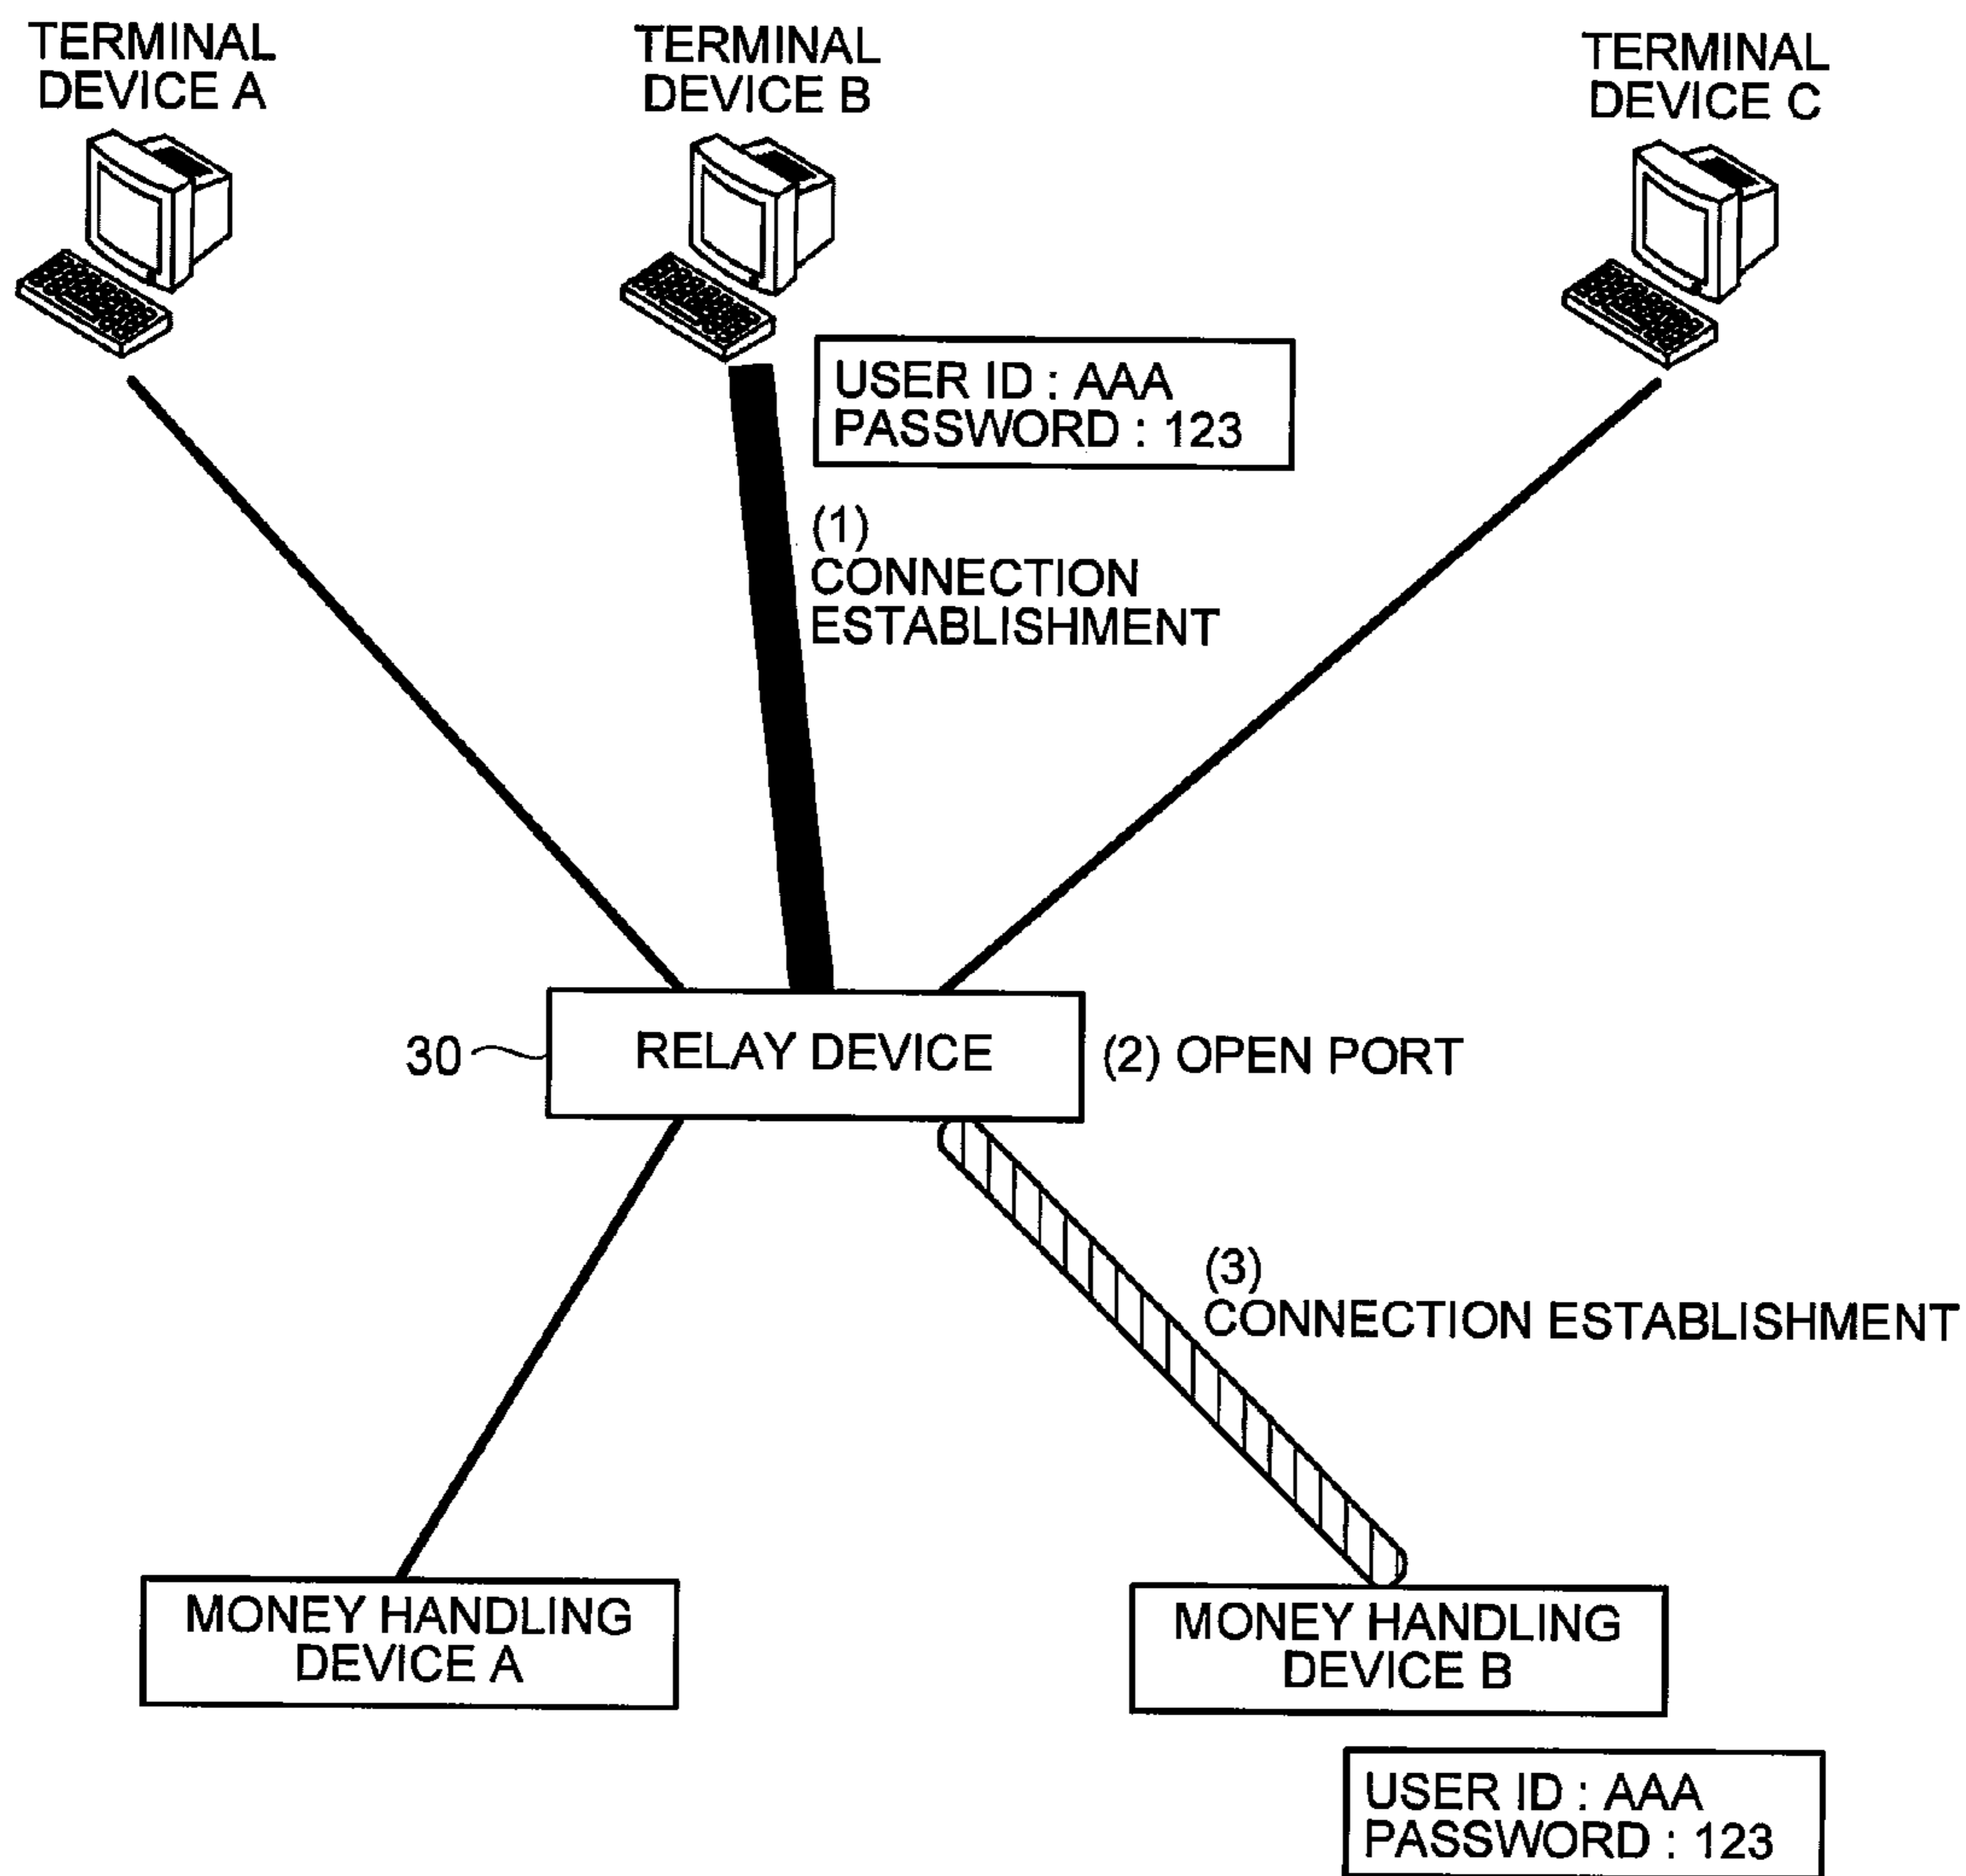 TERMINAL
DEVICE A
TERMINAL
DEVICE B
TERMINAL
DEVICE C
USER ID : AAA
PASSWORD : 123
(1)
CONNECTION
ESTABLISHMENT
30
RELAY DEVICE
(2) OPEN PORT
(3)
CONNECTION ESTABLISHMENT
MONEY HANDLING
DEVICE A
MONEY HANDLING
DEVICE B
USER ID : AAA
PASSWORD : 123